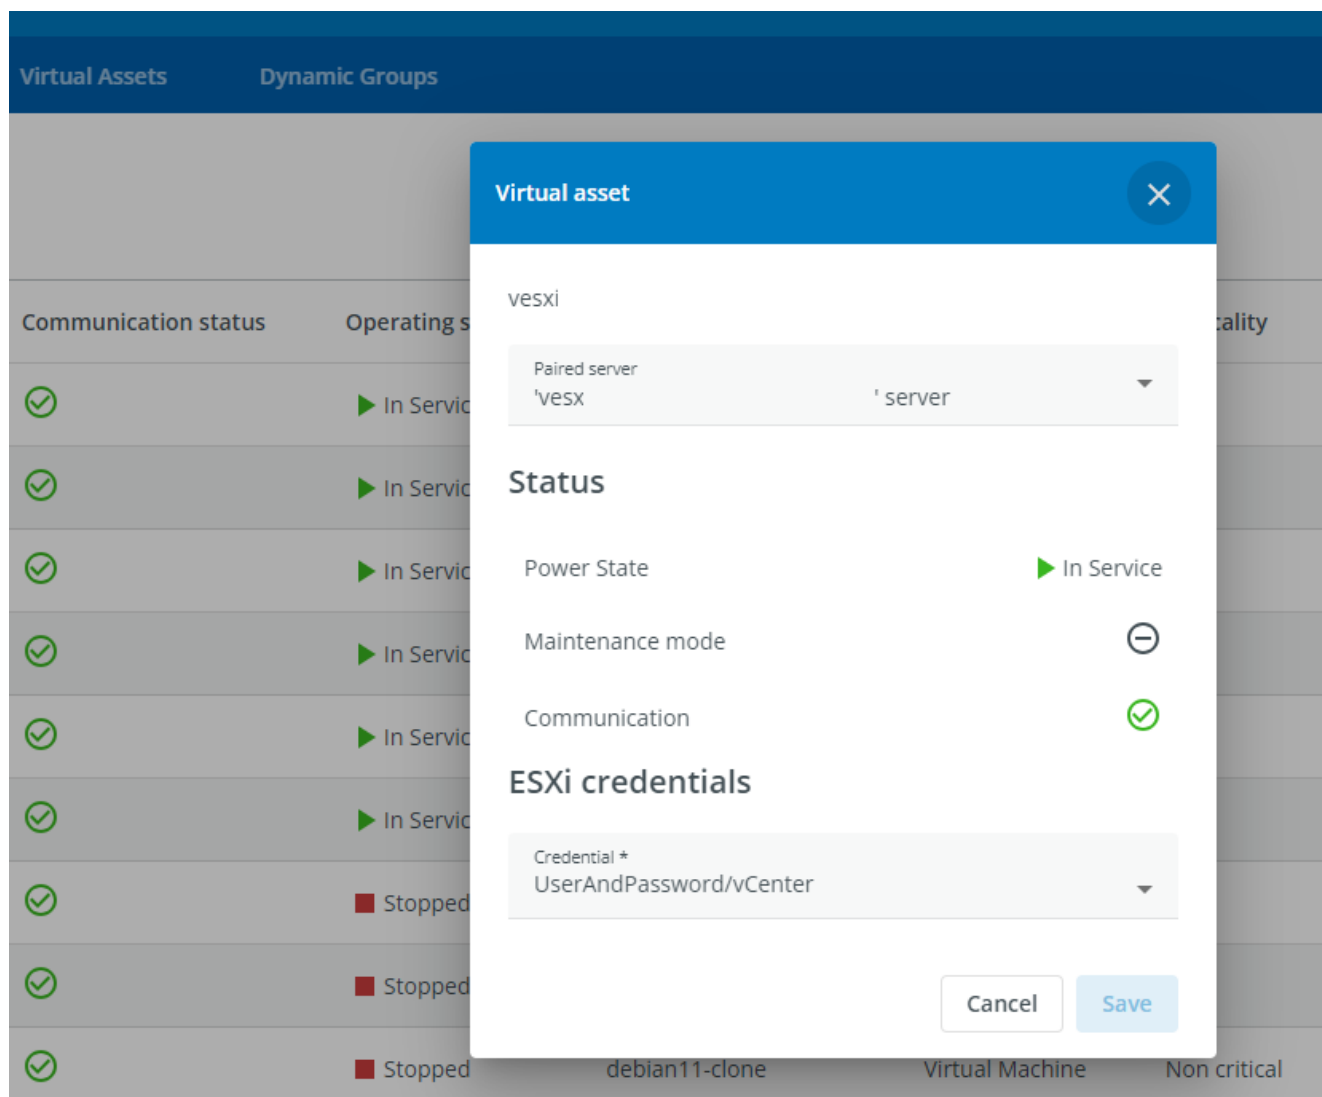 Virtual Assets Dynamic Groups
Virtual asset
vesxi
Communication status Operating s cality
Paired server
'vesx ' server
In Servic
In Servic
Status
In Servic
Power State In Service
In Servic
Maintenance mode
In Servic
Communication
ESXi credentials
In Servic
Credential *
UserAndPassword/vCenter
Stopped
Stopped
Cancel Save
Stopped debian11-clone Virtual Machine Non critical